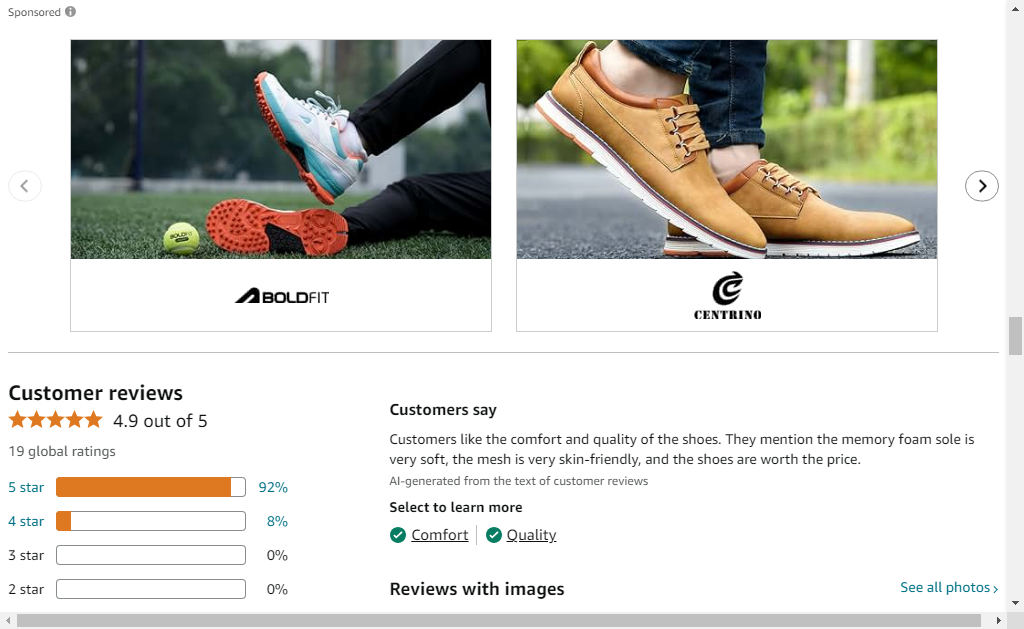 Sponsored
BOLDFIT
BOLDFIT
CENTRINO
Customer reviews
4.9 out of 5
19 global ratings
5 star 92%
4 star 8%
3 star 0%
2 star 0%
Customers say
Customers like the comfort and quality of the shoes. They mention the memory foam sole is
very soft, the mesh is very skin-friendly, and the shoes are worth the price.
AI-generated from the text of customer reviews
Select to learn more
Comfort Quality
Reviews with images
See all photos ›